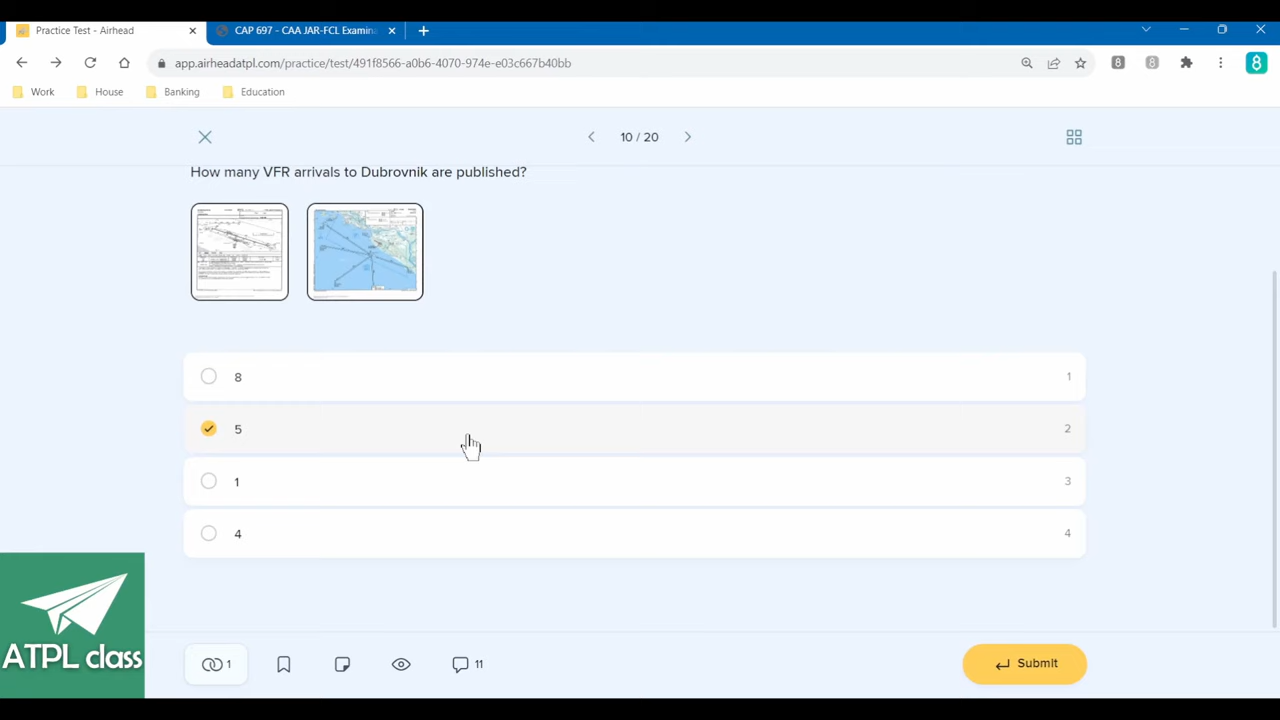 Practice Test - Airhead
CAP 697 - CAA JAR-FCL Examina
app.airheadatpl.com/practice/test/491f8566-a0b6-4070-974e-e03c667b40bb
Work House Banking Education
10 / 20
How many VFR arrivals to Dubrovnik are published?
8 1
5 2
1 3
4 4
ATPL class
1
11
Submit